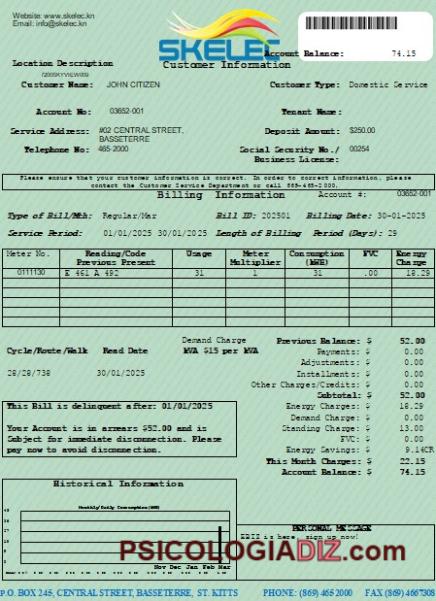 Website: www.skelec.kn
Email: info@skelec.kn
SKELEC
Account Balance: 74.15
Location Description Customer Information
Customer Name: JOHN CITIZEN Customer Type: Domestic Service
Account No: 03652-001 Tenant Name:
Service Address: #02 CENTRAL STREET, BASSETERRE Deposit Amount: $250.00
Telephone No: 465-2000 Social Security No./ Business License: 00254
Please ensure that your customer information is correct. In order to correct information, please
contact the Customer Service Department or call 869-465-2000.
Billing Information Account #: 03652-001
Type of Bill/Mth: Regular/Mar Bill ID: 202501 Billing Date: 30-01-2025
Service Period: 01/01/2025 30/01/2025 Length of Billing Period (Days): 29
Meter No. Reading/Code Previous Present Usage Meter Multiplier Consumption (KWH) FVC Energy Charge
0111130 E 461 A 492 31 1 31 .00 18.29
Demand Charge
KVA $15 per KVA
Cycle/Route/Walk Read Date
28/28/738 30/01/2025
Previous Balance: $ 52.00
Payments: $ 0.00
Adjustments: $ 0.00
Installments: $ 0.00
Other Charges/Credits: $ 0.00
Subtotal: $ 52.00
Energy Charges: $ 18.29
Demand Charge: $ 0.00
Standing Charge: $ 13.00
FVC: $ 0.00
Energy Savings: $ 9.14CR
This Month Charges: $ 22.15
Account Balance: $ 74.15
This Bill is delinqent after: 01/01/2025
Your Account is in arrears $52.00 and is
Subject for immediate disconnection. Please
pay now to avoid disconnection.
Historical Information
Monthly/Daily Consumption(KWH)
Nov Dec Jan Feb Mar
PERSONAL MESSAGE
EBILL is here, sign up now!
PSICOLOGIADIZ.com
P.O. BOX 245, CENTRAL STREET, BASSETERRE, ST. KITTS PHONE: (869) 465 2000 FAX (869) 4667308